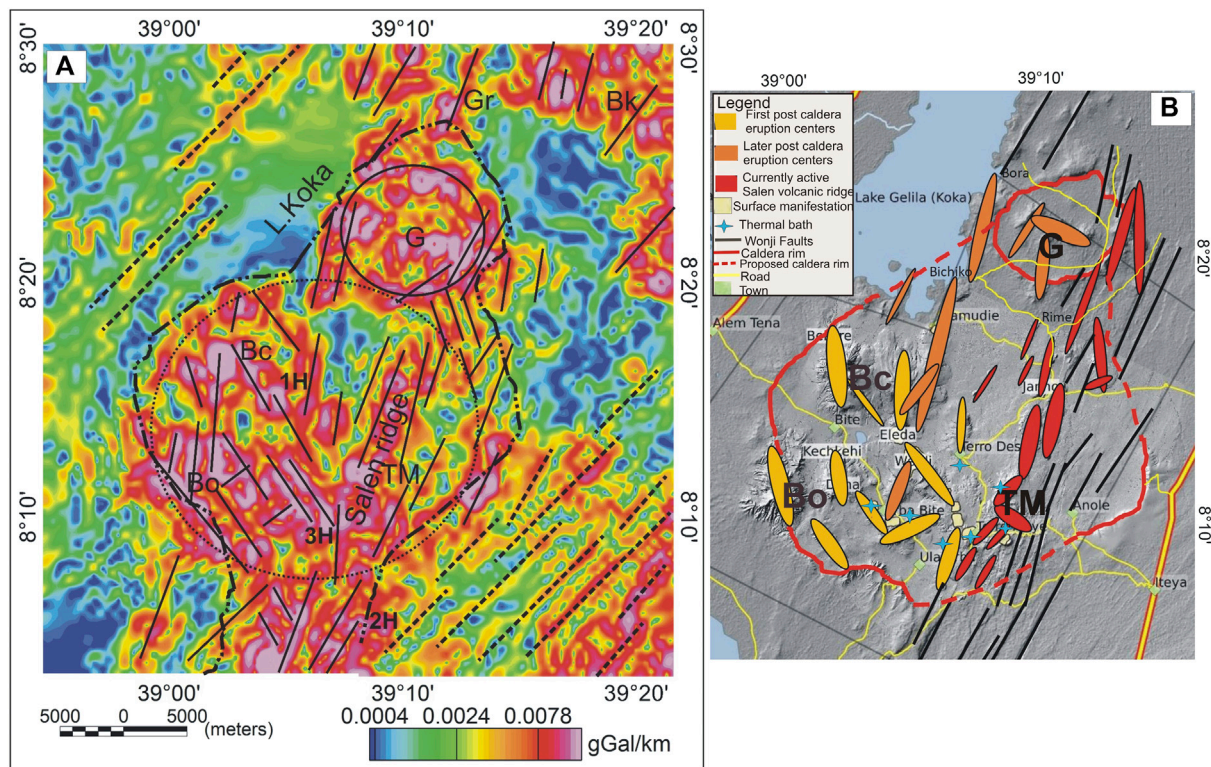 39°00'
39°10'
39°20'
8°30'
8°30'
A
Gr
Bk
L.Koka
G
8°20'
8°20'
Bc
1H
Salen ridge
TM
Bo
3H
8°10'
8°10'
2H
39°00'
39°10'
39°20'
5000
0
5000
(meters)
0.0004
0.0024
0.0078
gGal/km
39°00'
39°10'
B
Legend
First post caldera
eruption centers
Later post caldera
eruption centers
Currently active
Salen volcanic ridge
Surface manifestation
Thermal bath
Wonji Faults
Caldera rim
Proposed caldera rim
Road
Town
Bora
Lake Gelila (Koka)
G
8°20'
Bichiko
amudie
Rime
Alem Tena
Bc
Bite
Eleda
Kechkehi
Terro Des
Bo
TM
Anole
ba Bite
Ula
8°10'
Iteya